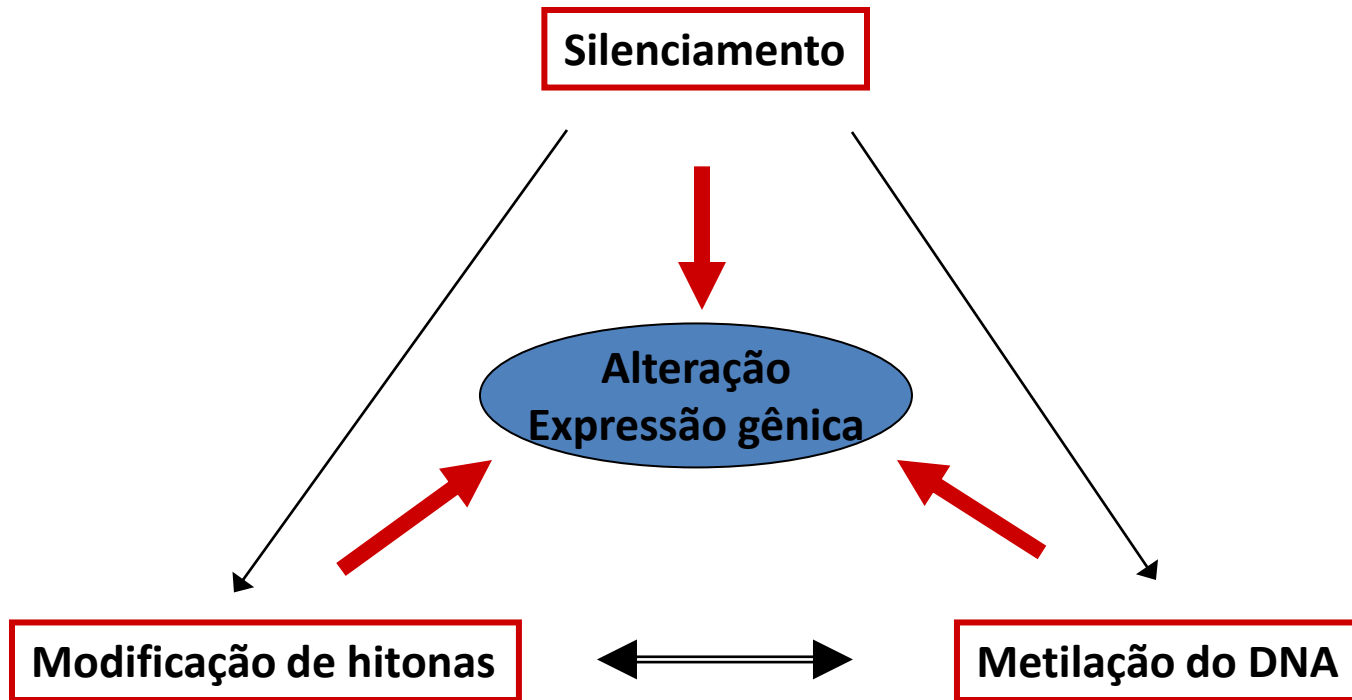 Silenciamento
Alteração
Expressão gênica
Modificação de hitonas
Metilação do DNA